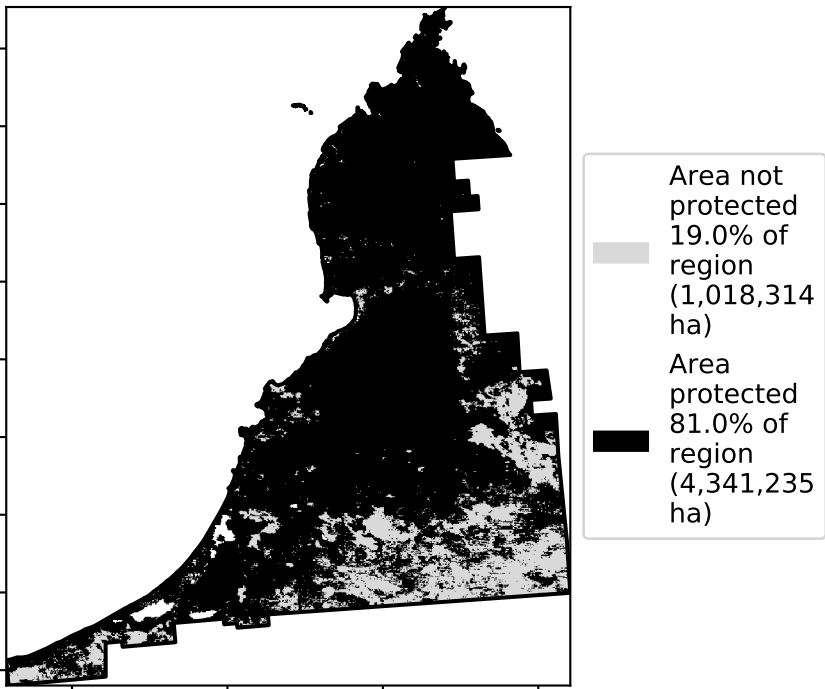 Area not
protected
19.0% of
region
(1,018,314
ha)
Area
protected
81.0% of
region
(4,341,235
ha)